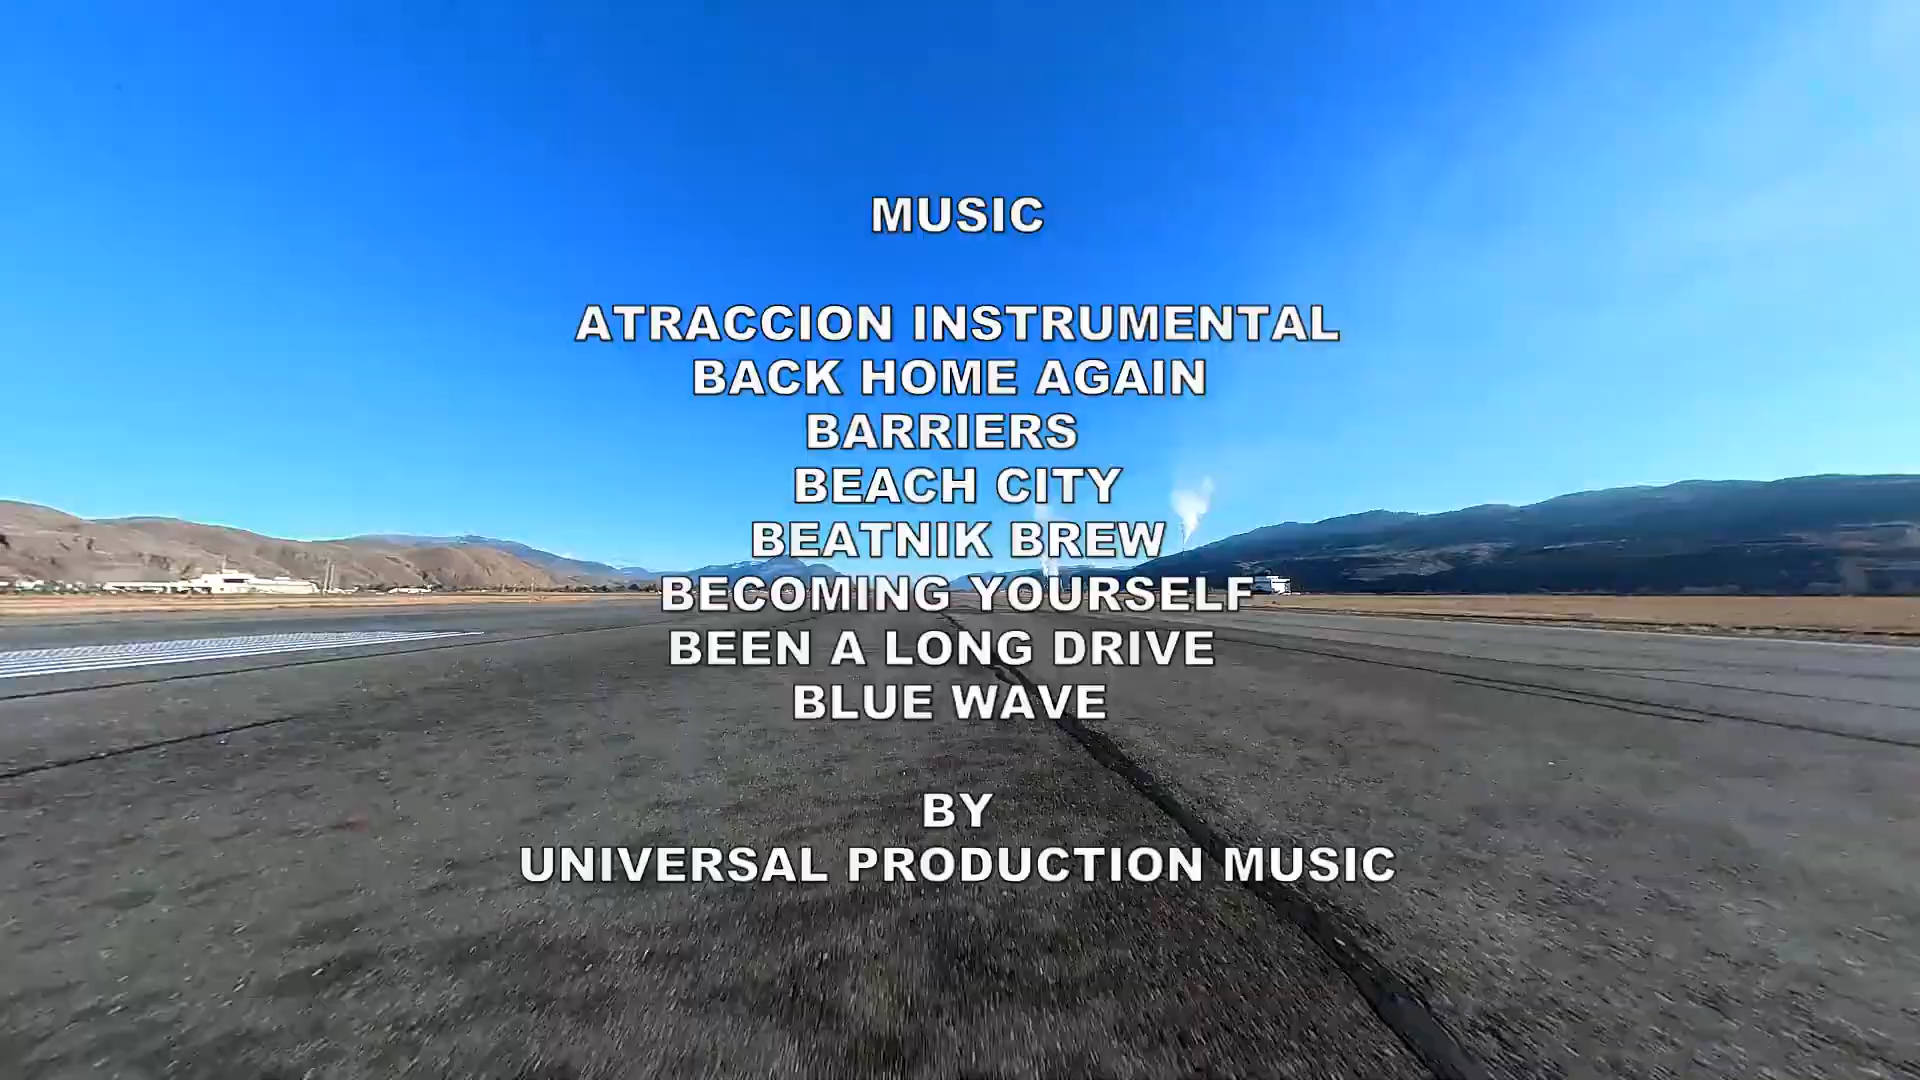 MUSIC
ATRACCION INSTRUMENTAL
BACK HOME AGAIN
BARRIERS
BEACH CITY
BEATNIK BREW
BECOMING YOURSELF
BEEN A LONG DRIVE
BLUE WAVE
BY
UNIVERSAL PRODUCTION MUSIC